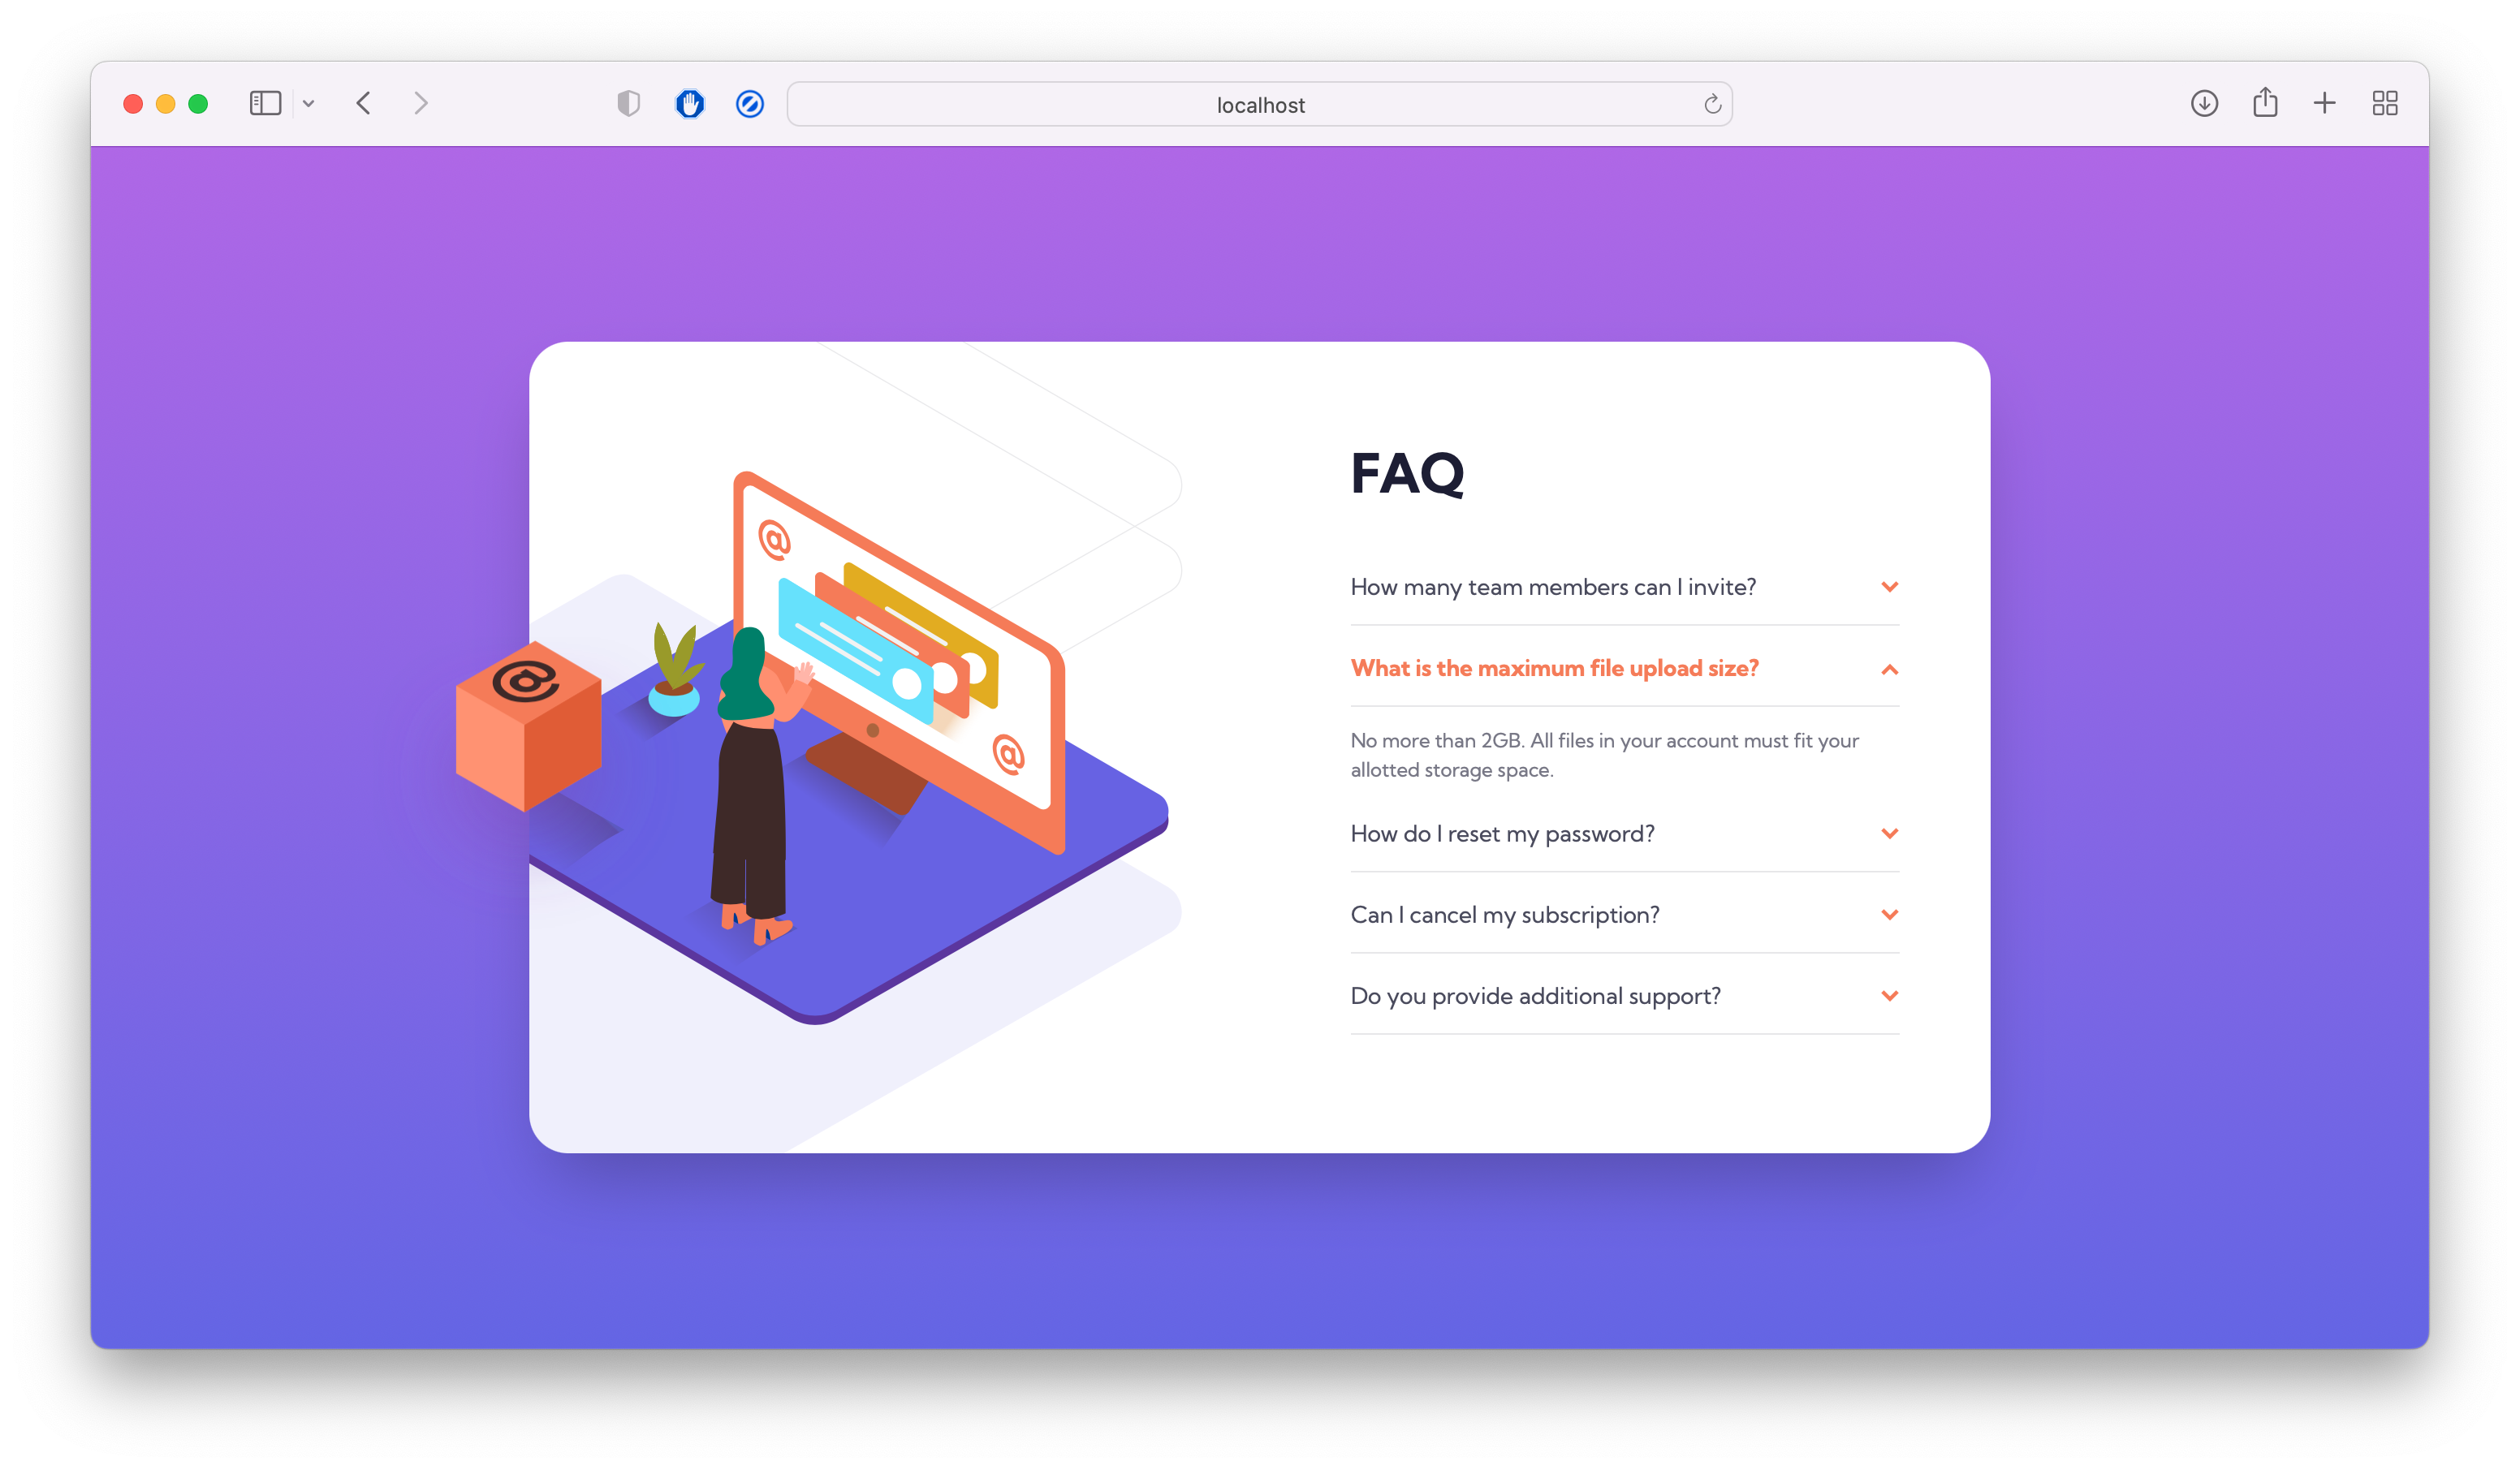 localhost
@
@
@
FAQ
How many team members can I invite?
What is the maximum file upload size?
No more than 2GB. All files in your account must fit your
allotted storage space.
How do I reset my password?
Can I cancel my subscription?
Do you provide additional support?